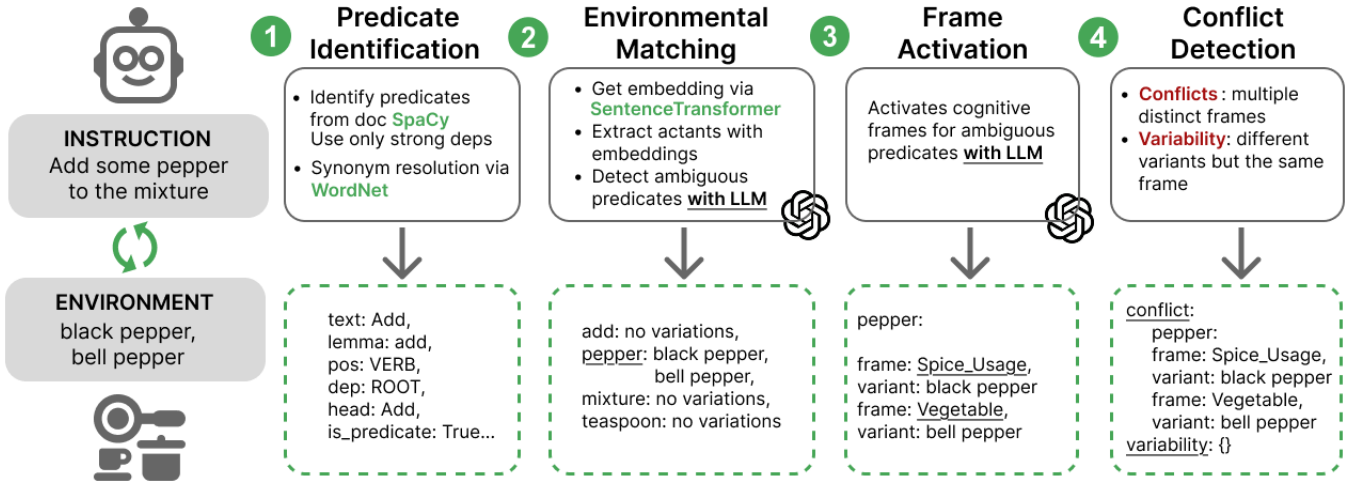 INSTRUCTION
Add some pepper
to the mixture
ENVIRONMENT
black pepper,
bell pepper
1
Predicate
Identification
• Identify predicates
from doc SpaCy
Use only strong deps
• Synonym resolution via
WordNet
text: Add,
lemma: add,
pos: VERB,
dep: ROOT,
head: Add,
is_predicate: True...
2
Environmental
Matching
• Get embedding via
SentenceTransformer
• Extract actants with
embeddings
• Detect ambiguous
predicates with LLM
add: no variations,
pepper: black pepper,
bell pepper,
mixture: no variations,
teaspoon: no variations
3
Frame
Activation
Activates cognitive
frames for ambiguous
predicates with LLM
pepper:
frame: Spice_Usage,
variant: black pepper
frame: Vegetable,
variant: bell pepper
4
Conflict
Detection
• Conflicts : multiple
distinct frames
• Variability: different
variants but the same
frame
conflict:
pepper:
frame: Spice_Usage,
variant: black pepper
frame: Vegetable,
variant: bell pepper
variability: {}